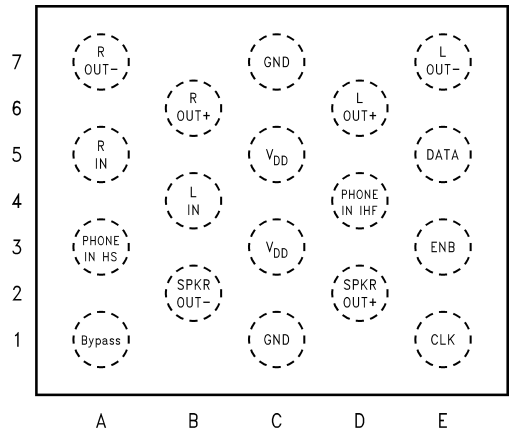 7
R
OUT−
GND
L
OUT−
6
R
OUT+
L
OUT+
5
R
IN
VDD
DATA
4
L
IN
PHONE
IN IHF
3
PHONE
IN HS
VDD
ENB
2
SPKR
OUT−
SPKR
OUT+
1
Bypass
GND
CLK
A B C D E